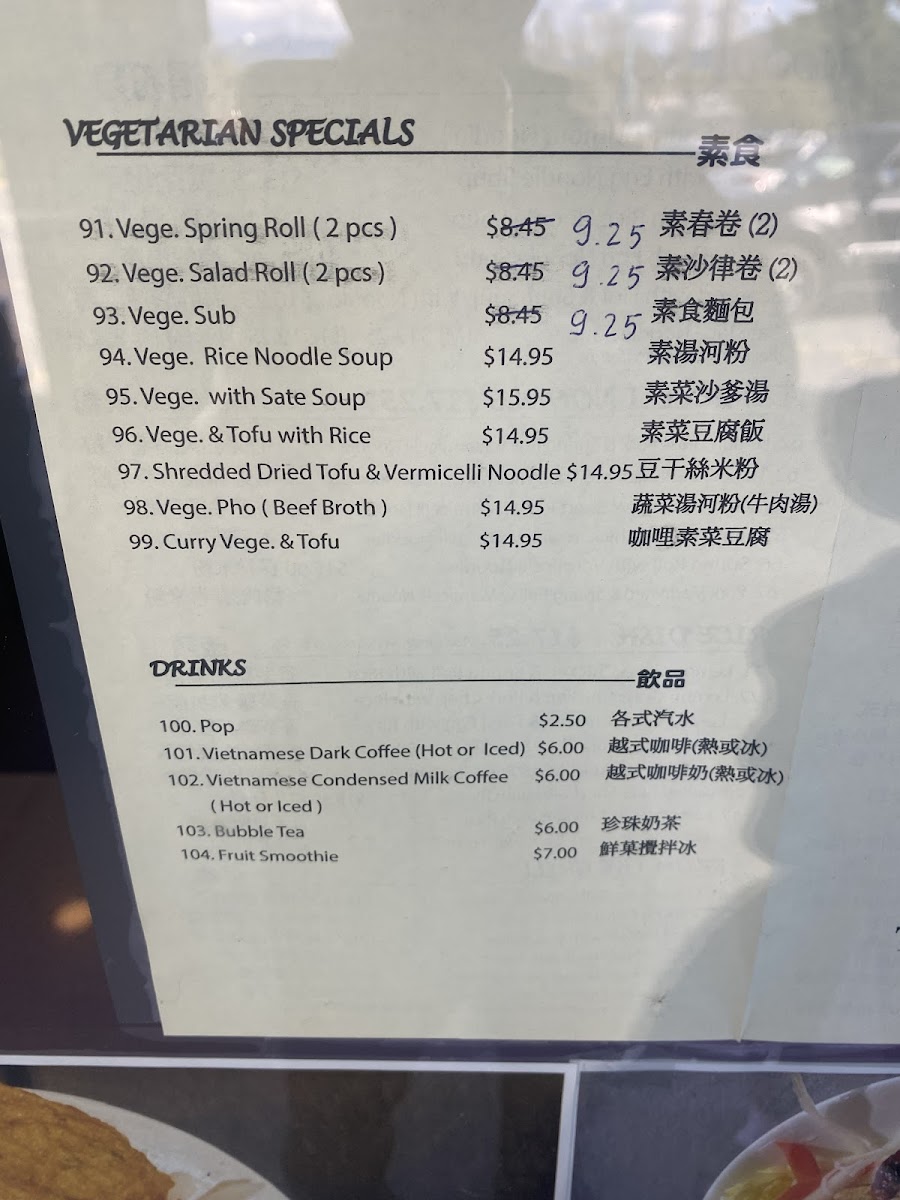 VEGETARIAN SPECIALS 素食
91. Vege. Spring Roll ( 2 pcs ) $8.45 9.25 素春卷 (2)
92. Vege. Salad Roll ( 2 pcs ) $8.45 9.25 素沙律卷 (2)
93. Vege. Sub $8.45 9.25 素食麵包
94. Vege. Rice Noodle Soup $14.95 素湯河粉
95. Vege. with Sate Soup $15.95 素菜沙爹湯
96. Vege. & Tofu with Rice $14.95 素菜豆腐飯
97. Shredded Dried Tofu & Vermicelli Noodle $14.95 豆干絲米粉
98. Vege. Pho ( Beef Broth ) $14.95 蔬菜湯河粉(牛肉湯)
99. Curry Vege. & Tofu $14.95 咖哩素菜豆腐
DRINKS 飲品
100. Pop $2.50 各式汽水
101. Vietnamese Dark Coffee (Hot or Iced) $6.00 越式咖啡(熱或冰)
102. Vietnamese Condensed Milk Coffee $6.00 越式咖啡奶(熱或冰)
( Hot or Iced )
103. Bubble Tea $6.00 珍珠奶茶
104. Fruit Smoothie $7.00 鮮菓攪拌冰